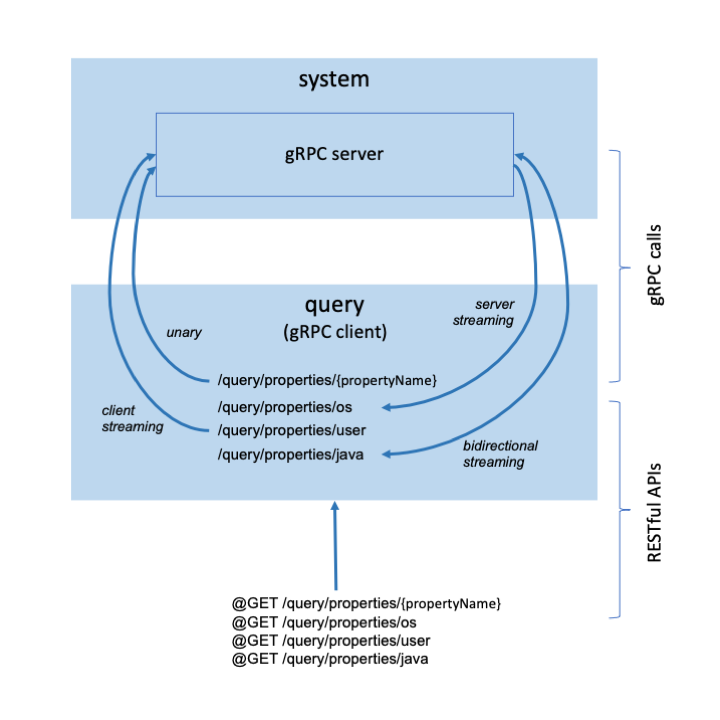 system
gRPC server
gRPC calls
query
(gRPC client)
server
streaming
unary
/query/properties/{propertyName}
/query/properties/os
client
streaming
/query/properties/user
/query/properties/java
bidirectional
streaming
RESTful APIs
@GET /query/properties/{propertyName}
@GET /query/properties/os
@GET /query/properties/user
@GET /query/properties/java